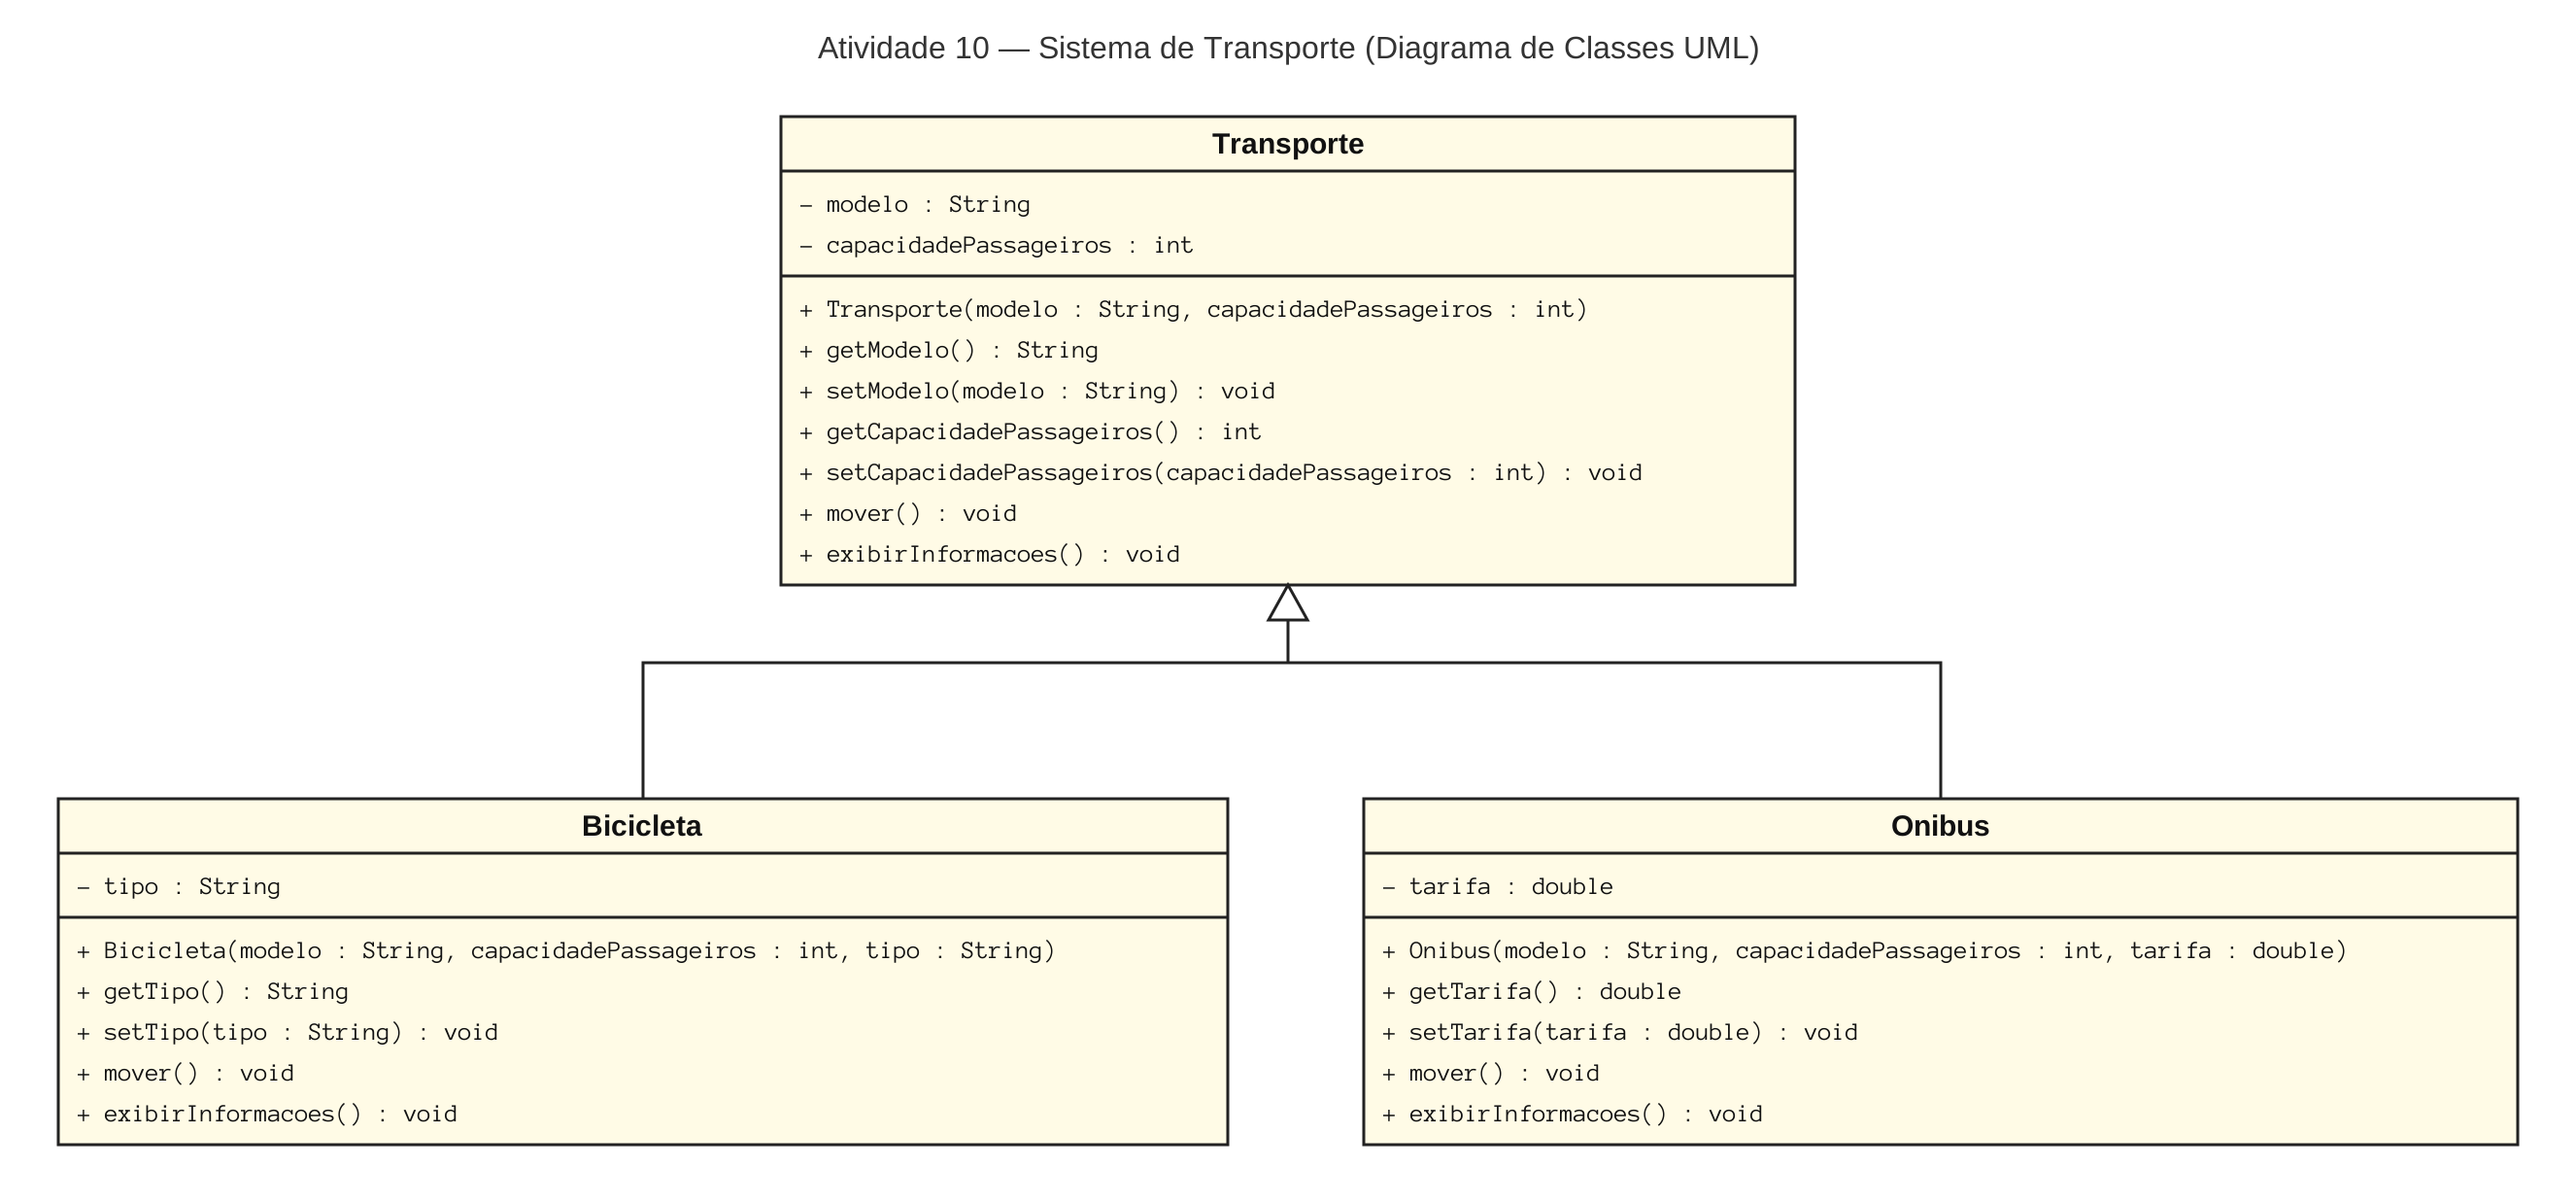 Atividade 10 — Sistema de Transporte (Diagrama de Classes UML)
Transporte
– modelo : String
– capacidadePassageiros : int
+ Transporte(modelo : String, capacidadePassageiros : int)
+ getModelo() : String
+ setModelo(modelo : String) : void
+ getCapacidadePassageiros() : int
+ setCapacidadePassageiros(capacidadePassageiros : int) : void
+ mover() : void
+ exibirInformacoes() : void
Bicicleta
– tipo : String
+ Bicicleta(modelo : String, capacidadePassageiros : int, tipo : String)
+ getTipo() : String
+ setTipo(tipo : String) : void
+ mover() : void
+ exibirInformacoes() : void
Onibus
– tarifa : double
+ Onibus(modelo : String, capacidadePassageiros : int, tarifa : double)
+ getTarifa() : double
+ setTarifa(tarifa : double) : void
+ mover() : void
+ exibirInformacoes() : void